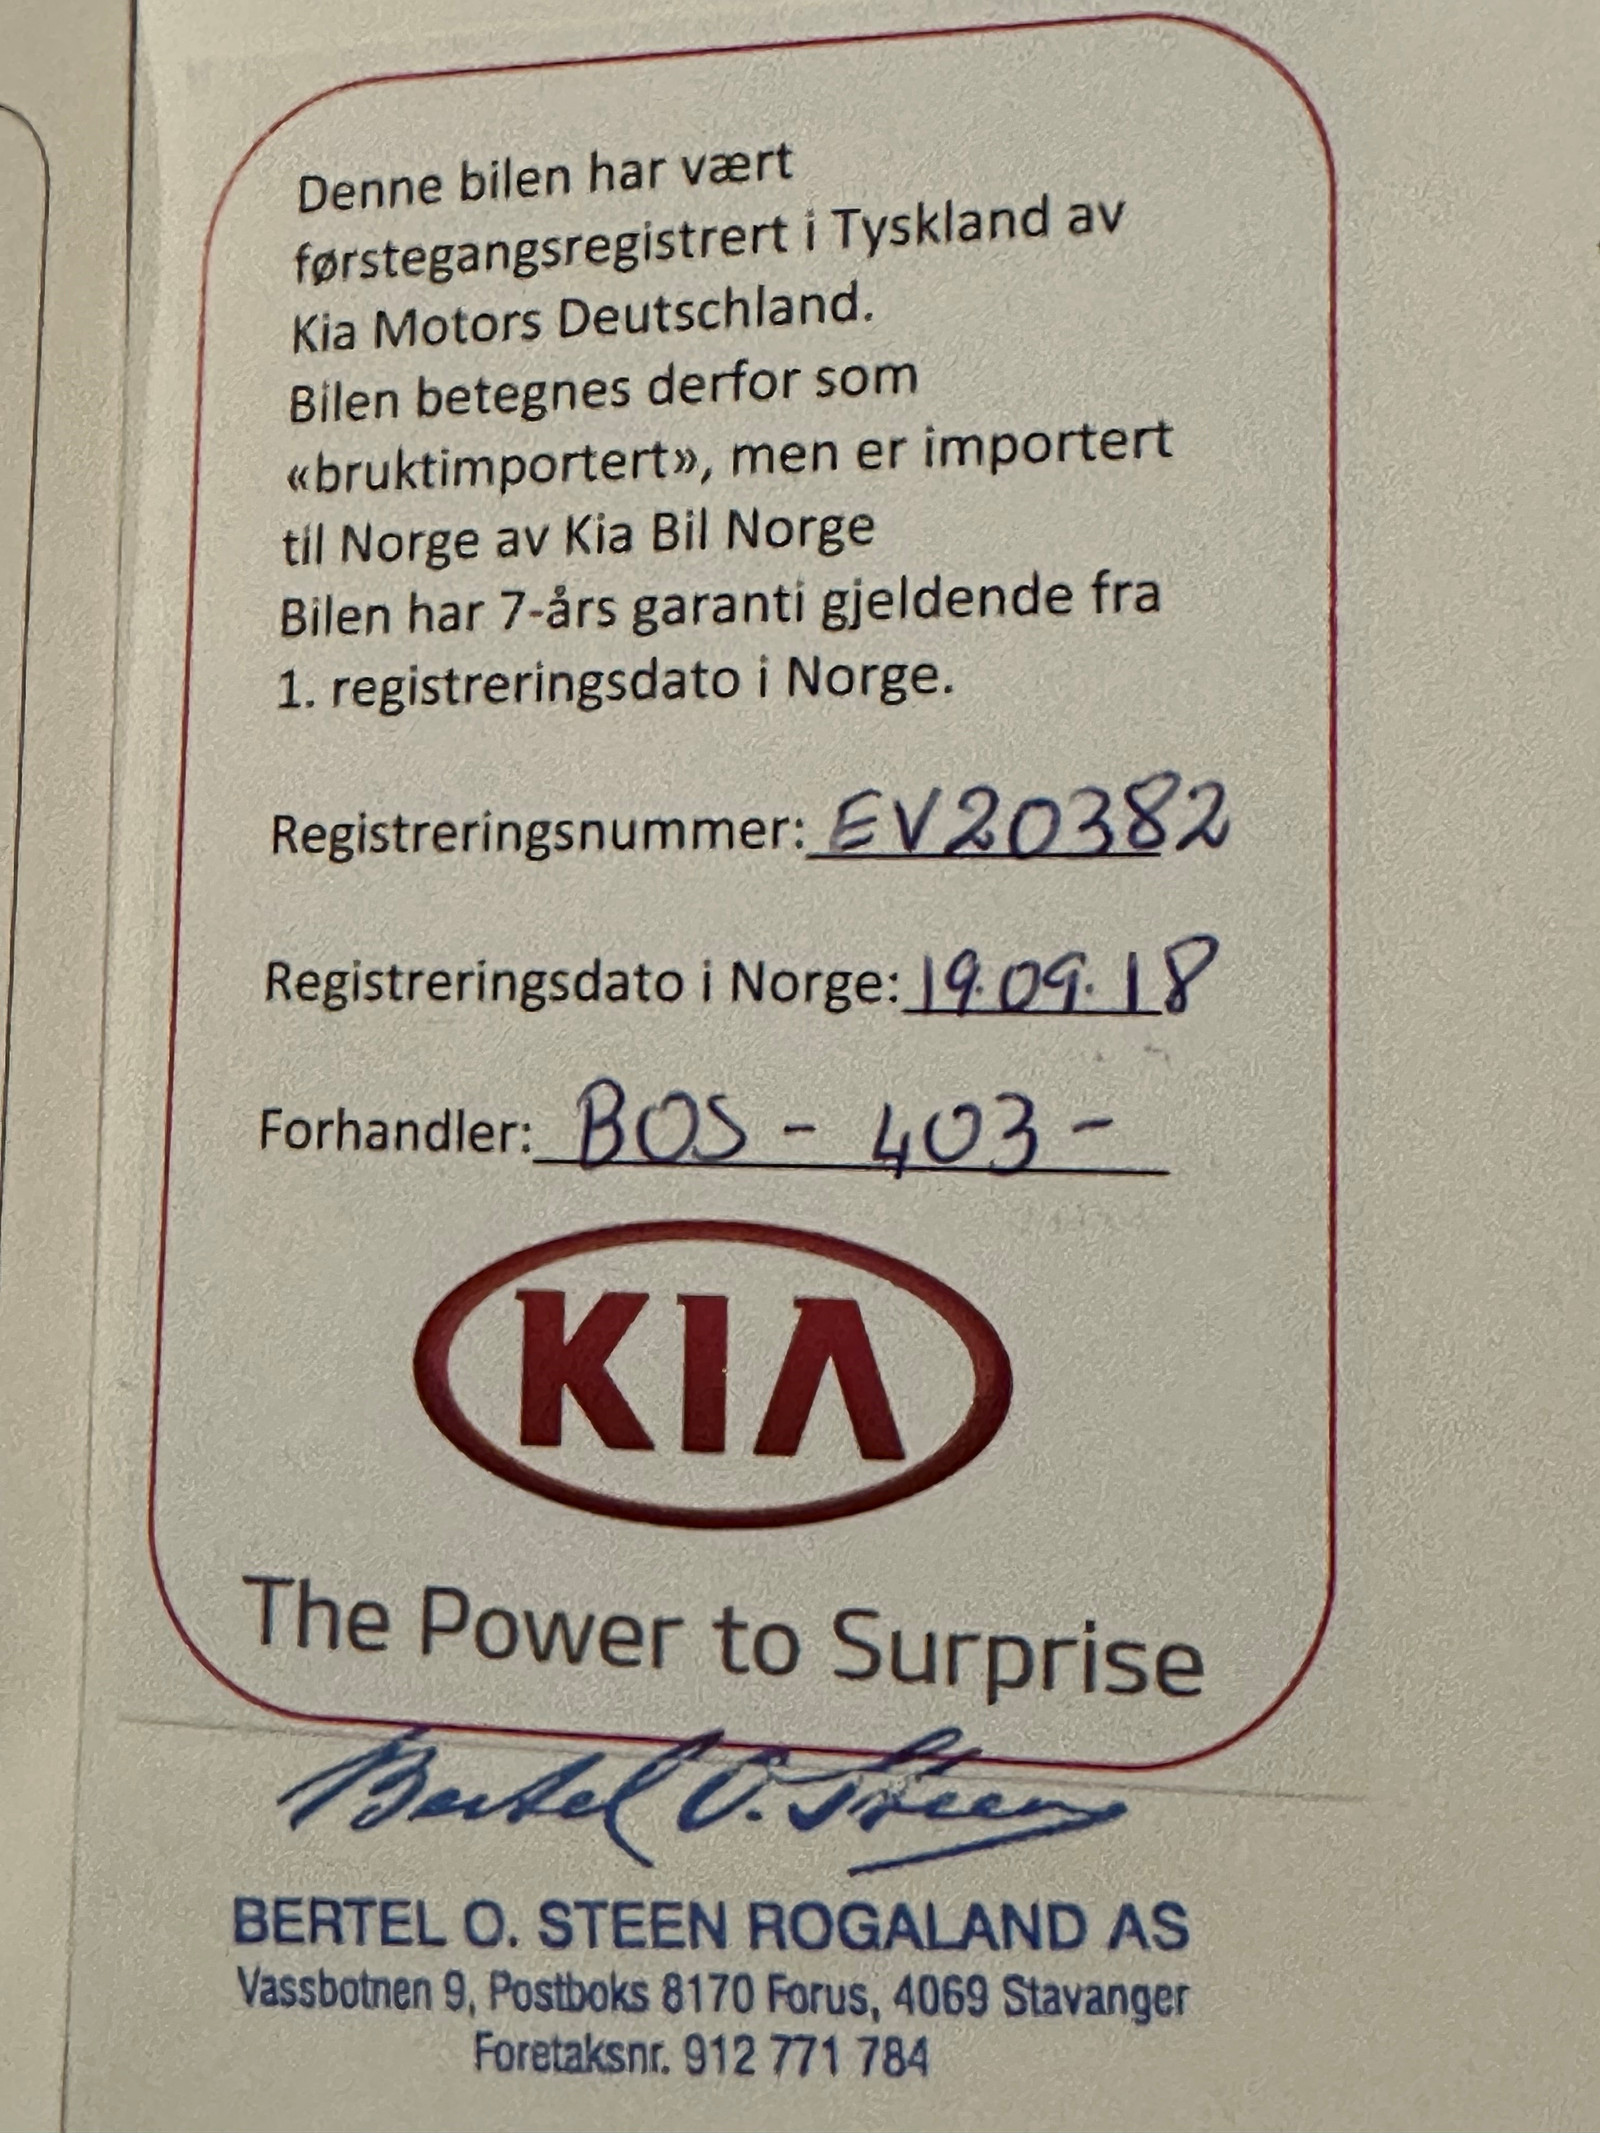 Denne bilen har vært
førstegangsregistrert i Tyskland av
Kia Motors Deutschland.
Bilen betegnes derfor som
«bruktimportert», men er importert
til Norge av Kia Bil Norge
Bilen har 7-års garanti gjeldende fra
1. registreringsdato i Norge.
Registreringsnummer: EV20382
Registreringsdato i Norge: 19.09.18
Forhandler: BOS - 403 -
KIA
The Power to Surprise
Bertel O. Steen
BERTEL O. STEEN ROGALAND AS
Vassbotnen 9, Postboks 8170 Forus, 4069 Stavanger
Foretaksnr. 912 771 784